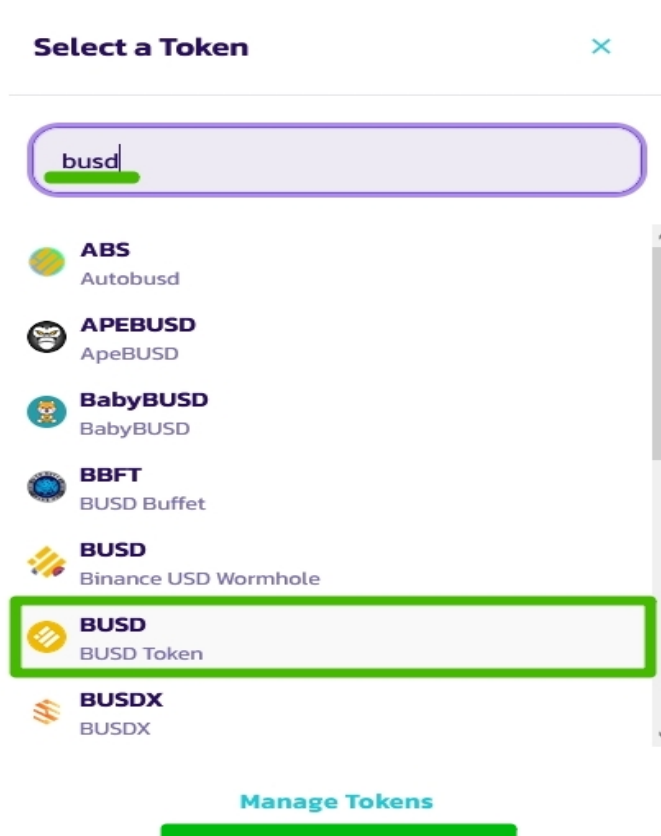 Select a Token
busd
ABS
Autobusd
APEBUSD
ApeBUSD
BabyBUSD
BabyBUSD
BBFT
BUSD Buffet
BUSD
Binance USD Wormhole
BUSD
BUSD Token
BUSDX
BUSDX
Manage Tokens